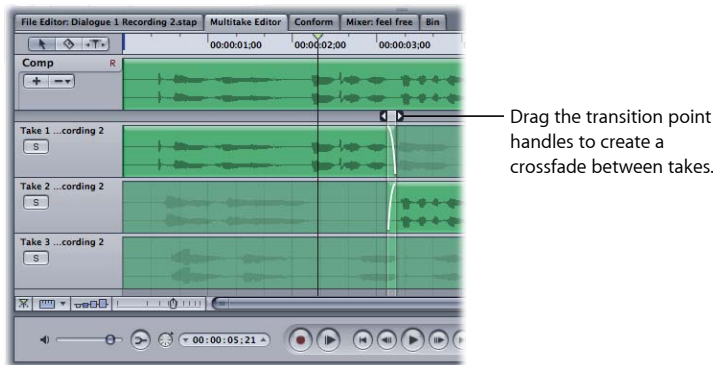 File Editor: Dialogue 1 Recording 2.stap Multitake Editor Conform Mixer: feel free Bin
00:00:01;00 00:00:02;00 00:00:03;00
Comp R
Drag the transition point
handles to create a
crossfade between takes.
Take 1 ...cording 2
S
Take 2 ...cording 2
S
Take 3 ...cording 2
S
00:00:05;21